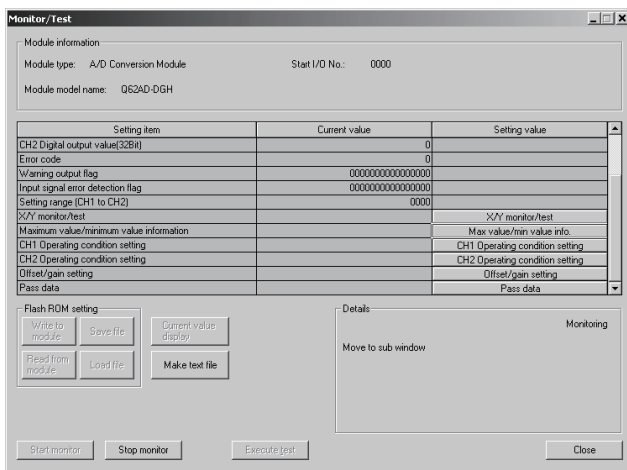 Monitor/Test
Module information
Module type: A/D Conversion Module Start I/O No.: 0000
Module model name: Q62AD-DGH
Setting item Current value Setting value
CH2 Digital output value(32Bit) 0
Error code 0
Warning output flag 0000000000000000
Input signal error detection flag 0000000000000000
Setting range (CH1 to CH2) 0000
X/Y monitor/test X/Y monitor/test
Maximum value/minimum value information Max value/min value info.
CH1 Operating condition setting CH1 Operating condition setting
CH2 Operating condition setting CH2 Operating condition setting
Offset/gain setting Offset/gain setting
Pass data Pass data
Flash ROM setting
Write to module Save file Current value display
Read from module Load file Make text file
Details
Monitoring
Move to sub window
Start monitor Stop monitor Execute test Close